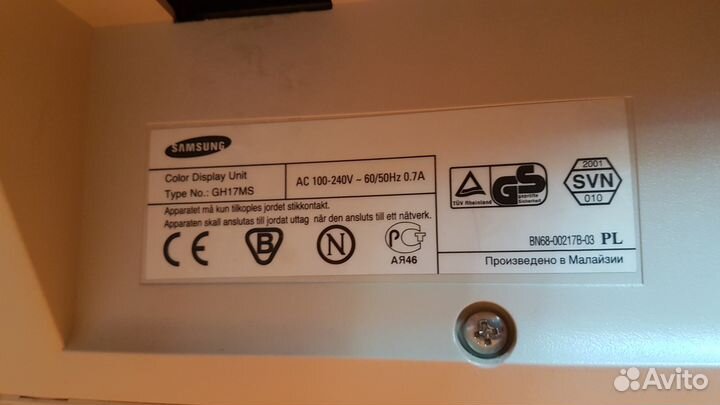 SAMSUNG
Color Display Unit
Type No.: GH17MS
AC 100-240V ~ 60/50Hz 0.7A
Apparatet må kun tilkoples jordet stikkontakt.
Apparaten skall anslutas till jordat uttag när den ansluts till ett nätverk.
CE B N PCT
АЯ46
TÜV Rheinland
GS
geprüfte
Sicherheit
2001
SVN
010
BN68-00217B-03 PL
Произведено в Малайзии
Avito